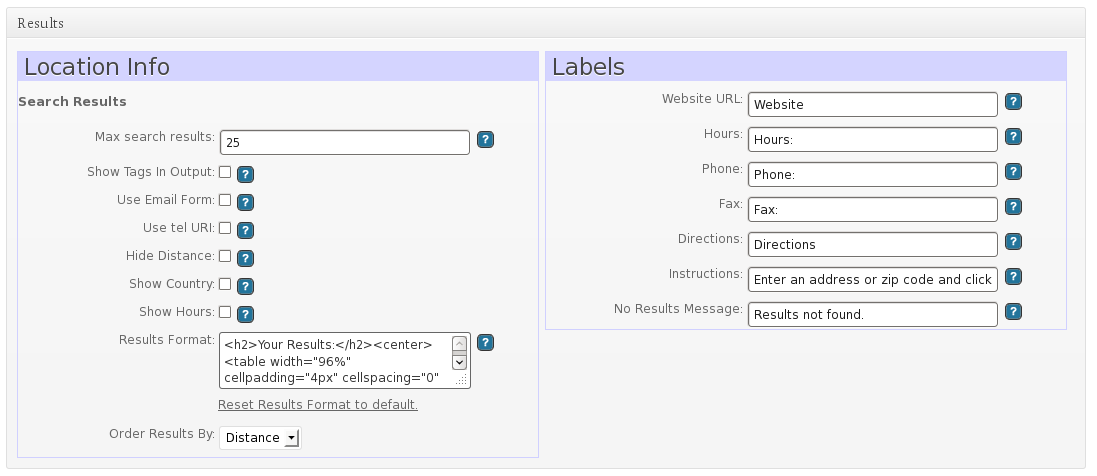 Results
Location Info
Search Results
Max search results: 25 ?
Show Tags In Output: ?
Use Email Form: ?
Use tel URI: ?
Hide Distance: ?
Show Country: ?
Show Hours: ?
Results Format: <h2>Your Results:</h2><center> ?
<table width="96%"
cellpadding="4px" cellspacing="0"
Reset Results Format to default.
Order Results By: Distance
Labels
Website URL: Website ?
Hours: Hours: ?
Phone: Phone: ?
Fax: Fax: ?
Directions: Directions ?
Instructions: Enter an address or zip code and click ?
No Results Message: Results not found. ?